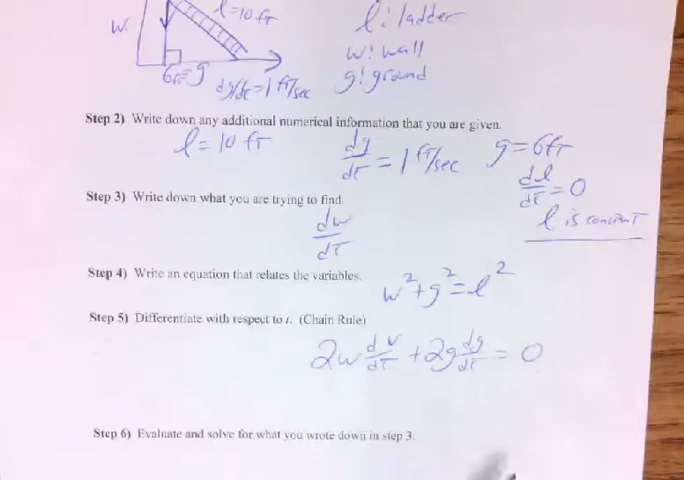 l=10 ft
l: ladder
w.
w: wall
6ft=g
dg/dt=1 ft/sec
g: ground
Step 2) Write down any additional numerical information that you are given.
l=10 ft
dg/dt = 1 ft/sec
g=6ft
dl/dt=0
l is constant
Step 3) Write down what you are trying to find.
dw/dt
Step 4) Write an equation that relates the variables.
w²+g²=l²
Step 5) Differentiate with respect to t. (Chain Rule)
2w dw/dt + 2g dg/dt = 0
Step 6) Evaluate and solve for what you wrote down in step 3.